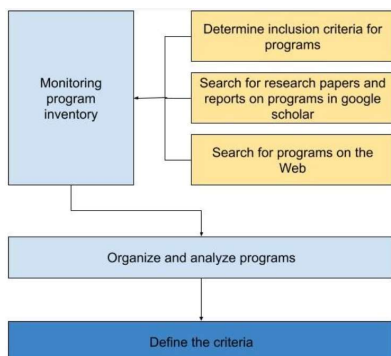 Monitoring
program
inventory
Determine inclusion criteria for
programs
Search for research papers and
reports on programs in google
scholar
Search for programs on the
Web
Organize and analyze programs
Define the criteria